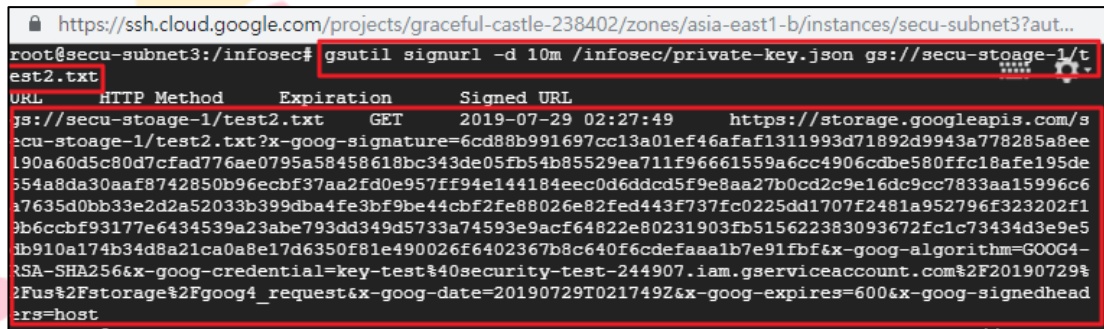 https://ssh.cloud.google.com/projects/graceful-castle-238402/zones/asia-east1-b/instances/secu-subnet3?aut...
root@secu-subnet3:/infosec# gsutil signurl -d 10m /infosec/private-key.json gs://secu-stoage-1/t
est2.txt
URL HTTP Method Expiration Signed URL
gs://secu-stoage-1/test2.txt GET 2019-07-29 02:27:49 https://storage.googleapis.com/s
ecu-stoage-1/test2.txt?x-goog-signature=6cd88b991697cc13a01ef46afaf1311993d71892d9943a778285a8ee
190a60d5c80d7cfad776ae0795a58458618bc343de05fb54b85529ea711f96661559a6cc4906cdbe580ffc18afe195de
554a8da30aaf8742850b96ecbf37aa2fd0e957ff94e144184eec0d6ddcd5f9e8aa27b0cd2c9e16dc9cc7833aa15996c6
a7635d0bb33e2d2a52033b399dba4fe3bf9be44cbf2fe88026e82fed443f737fc0225dd1707f2481a952796f323202f1
9b6ccbf93177e6434539a23abe793dd349d5733a74593e9acf64822e80231903fb515622383093672fc1c73434d3e9e5
db910a174b34d8a21ca0a8e17d6350f81e490026f6402367b8c640f6cdefaaa1b7e91fbf&x-goog-algorithm=GOOG4-
RSA-SHA256&x-goog-credential=key-test%40security-test-244907.iam.gserviceaccount.com%2F20190729%
2Fus%2Fstorage%2Fgoog4_request&x-goog-date=20190729T021749Z&x-goog-expires=600&x-goog-signedhead
ers=host